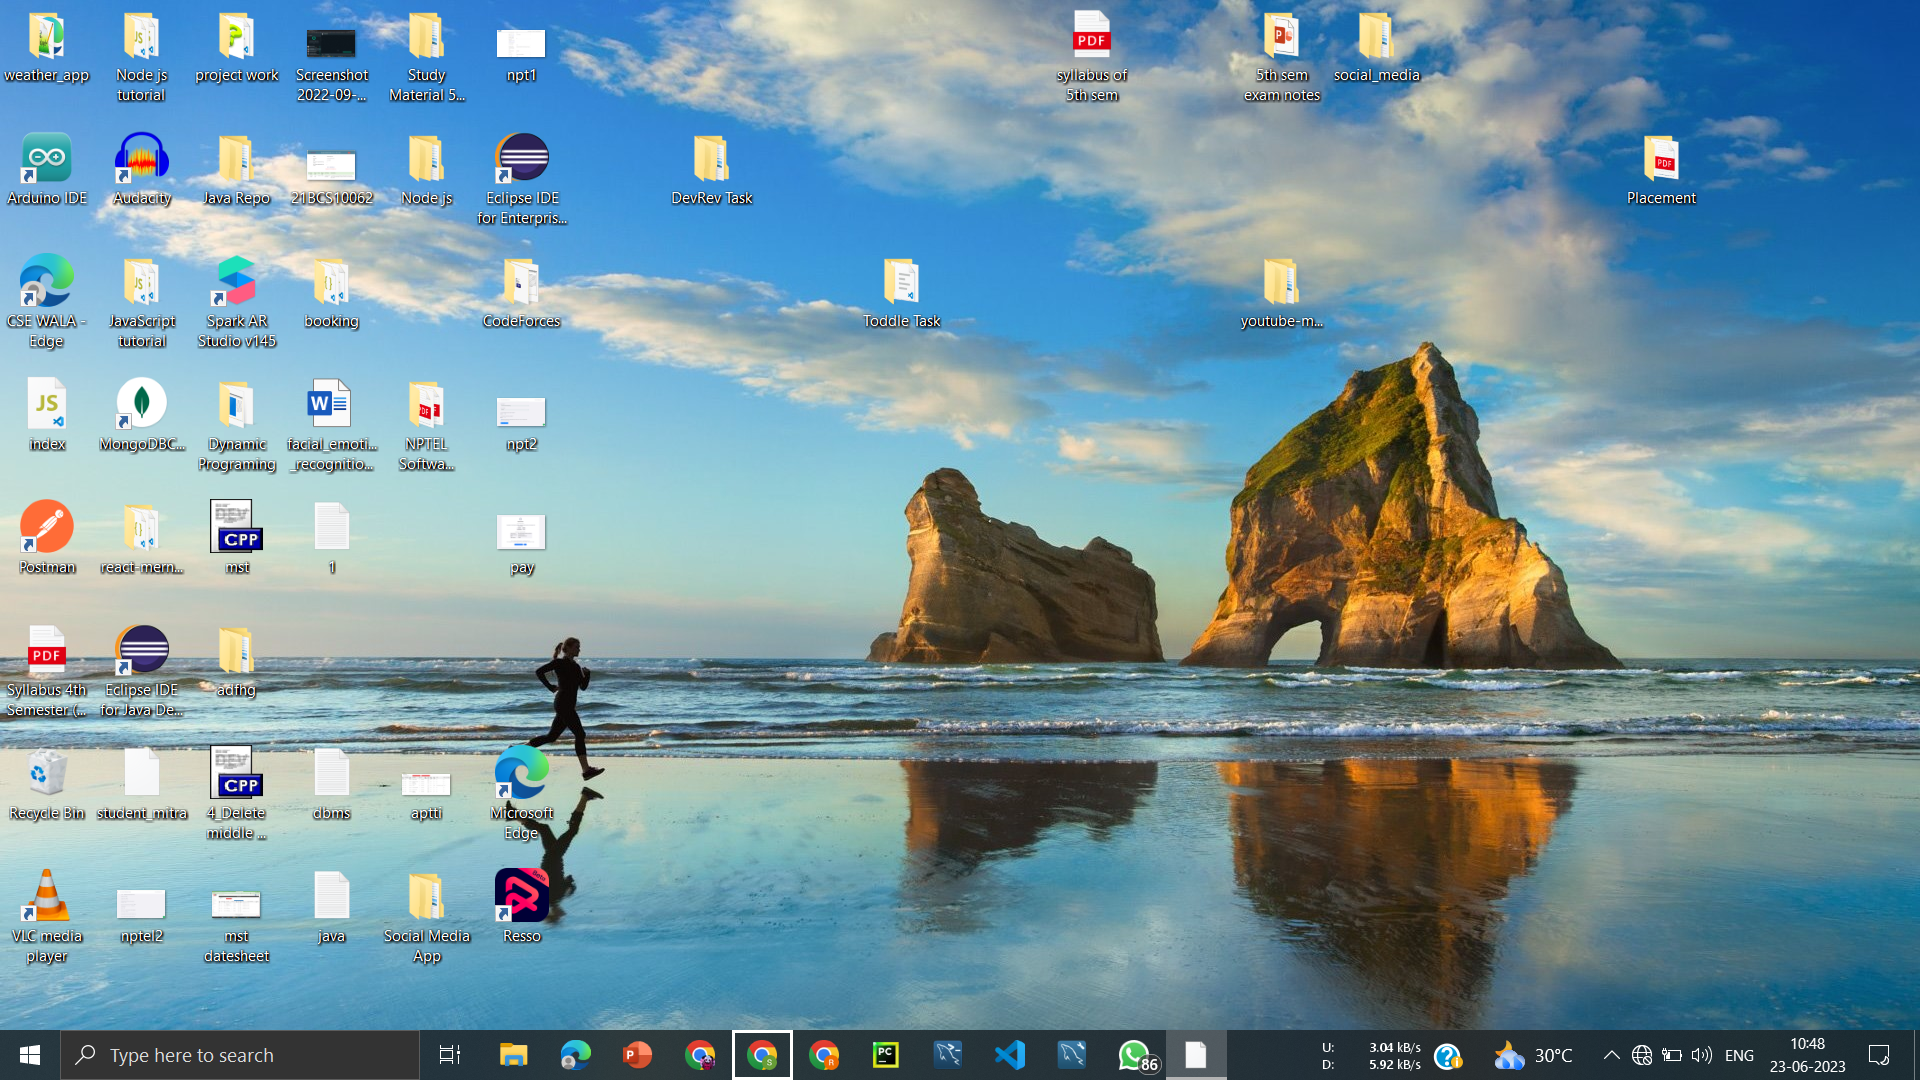 weather_app
Node js
tutorial
project work
Screenshot
2022-09-...
Study
Material 5...
npt1
syllabus of
5th sem
5th sem
exam notes
social_media
Arduino IDE
Audacity
Java Repo
21BCS10062
Node.js
Eclipse IDE
for Enterpris...
DevRev Task
Placement
CSE WALA -
Edge
JavaScript
tutorial
Spark AR
Studio v145
booking
CodeForces
Toddle Task
youtube-m...
index
MongoDBC...
Dynamic
Programing
facial_emoti...
_recognitio...
NPTEL
Softwa...
npt2
Postman
react-mern...
mst
1
pay
Syllabus 4th
Semester (...
Eclipse IDE
for Java De...
adfhg
Recycle Bin
student_mitra
4_Delete
middle ...
dbms
aptti
Microsoft
Edge
VLC media
player
nptel2
mst
datesheet
java
Social Media
App
Resso
Type here to search
86
U: 3.04 kB/s
D: 5.92 kB/s
30°C
ENG
10:48
23-06-2023